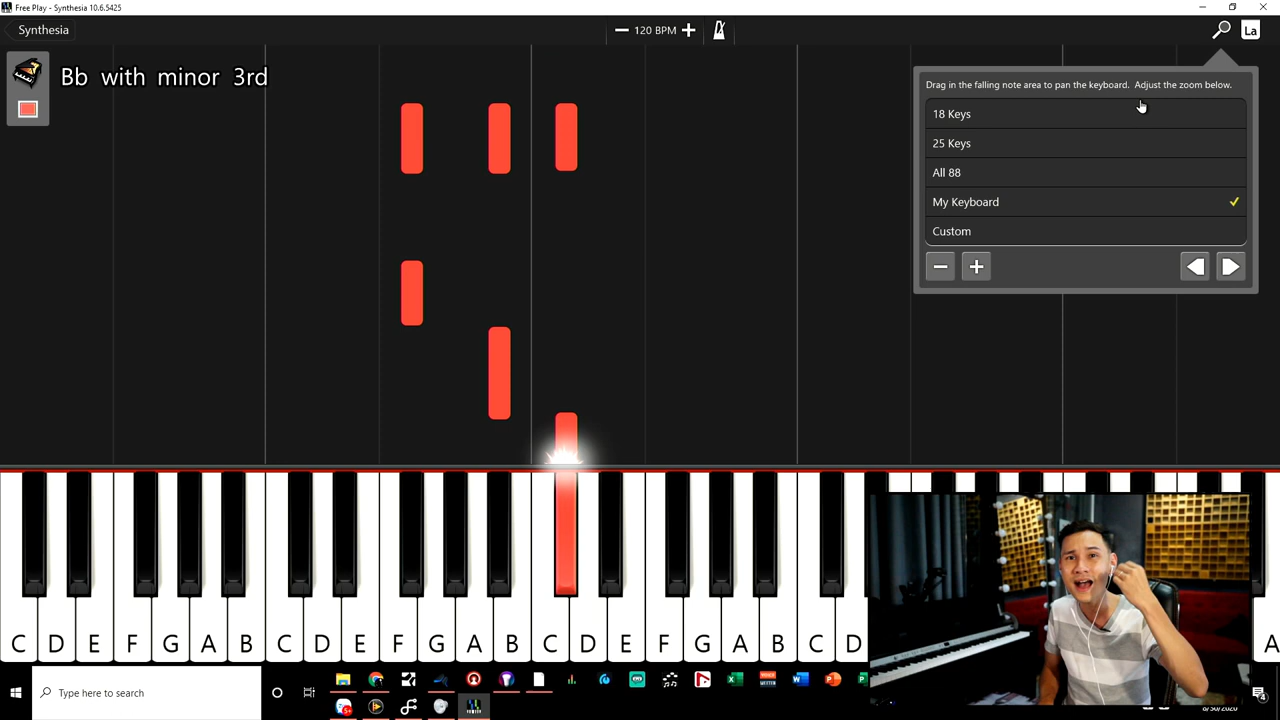 Free Play - Synthesia 10.6.5425
Synthesia
120 BPM
La
Bb with minor 3rd
Drag in the falling note area to pan the keyboard. Adjust the zoom below.
18 Keys
25 Keys
All 88
My Keyboard
Custom
C D E F G A B C D E F G A B C D E F G A B C D A
Type here to search